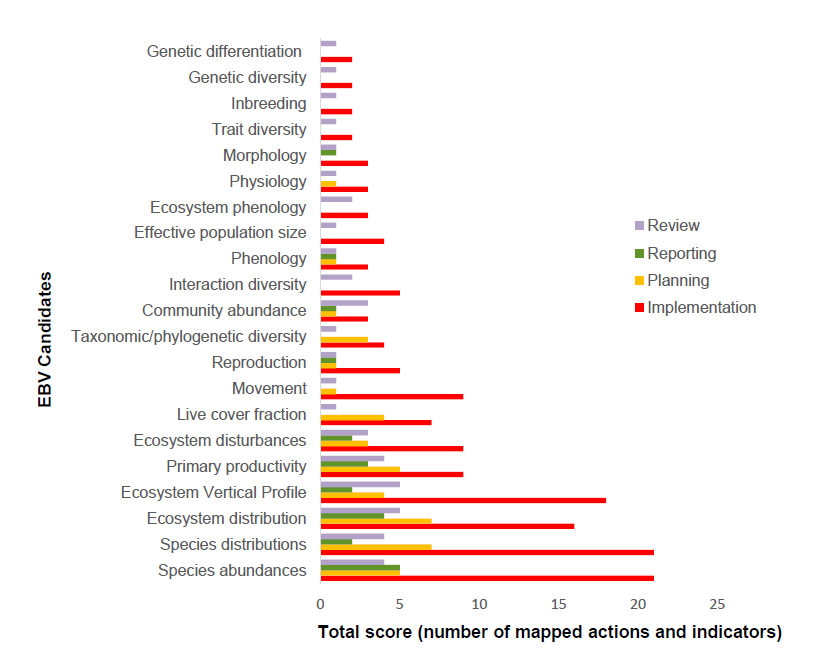 Genetic differentiation
Genetic diversity
Inbreeding
Trait diversity
Morphology
Physiology
Ecosystem phenology
Effective population size
Phenology
Interaction diversity
Community abundance
Taxonomic/phylogenetic diversity
Reproduction
Movement
Live cover fraction
Ecosystem disturbances
Primary productivity
Ecosystem Vertical Profile
Ecosystem distribution
Species distributions
Species abundances
EBV Candidates
Review
Reporting
Planning
Implementation
0 5 10 15 20 25
Total score (number of mapped actions and indicators)